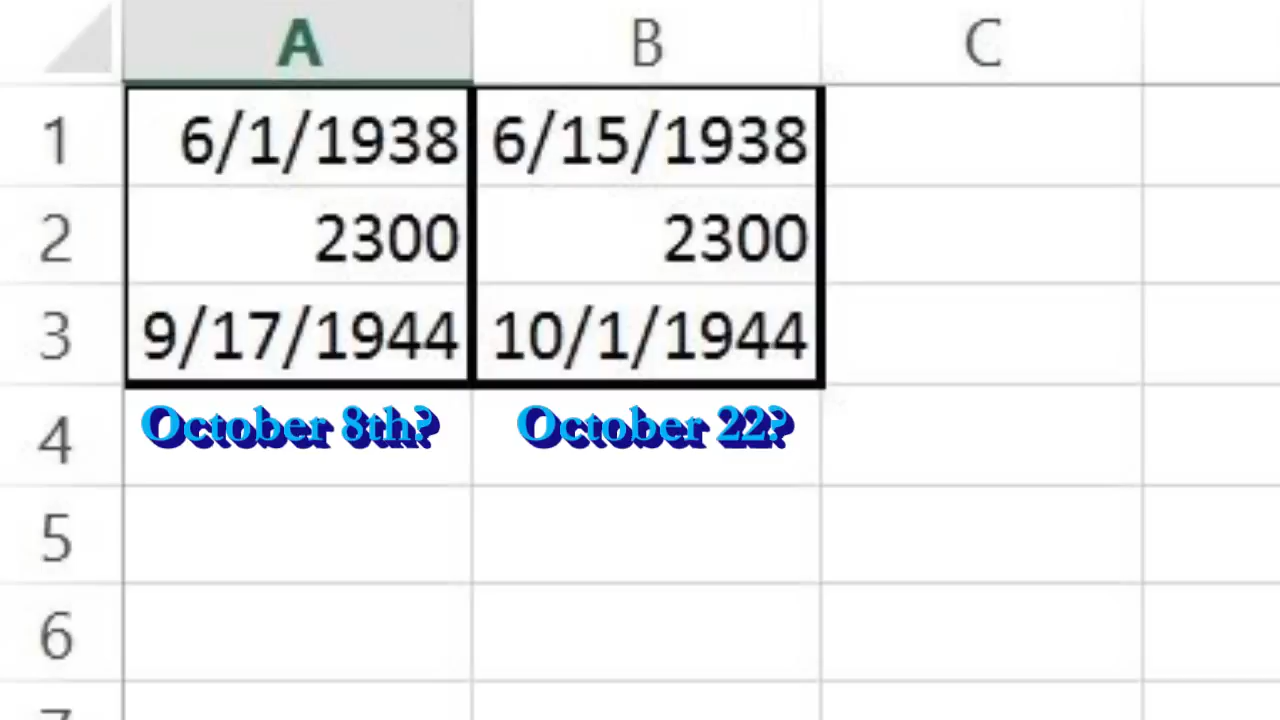 A B C
1 6/1/1938 6/15/1938
2 2300 2300
3 9/17/1944 10/1/1944
4 October 8th? October 22?
5
6